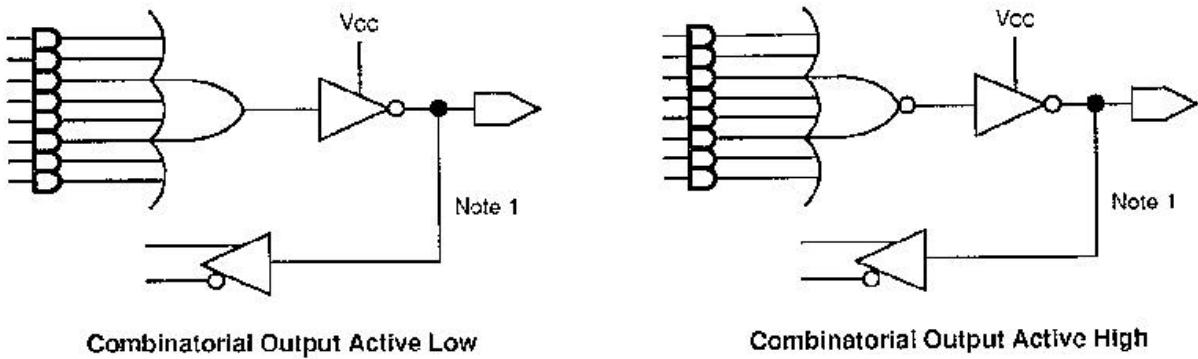 Vcc
Vcc
Note 1
Note 1
Combinatorial Output Active Low
Combinatorial Output Active High